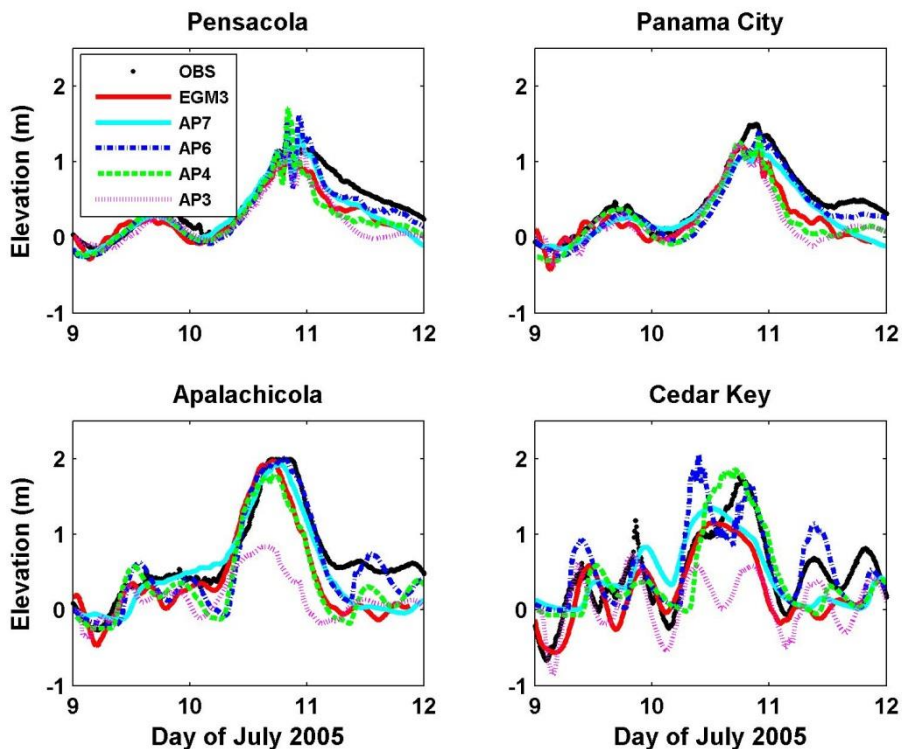 Pensacola
Panama City
OBS
EGM3
AP7
AP6
AP4
AP3
Elevation (m)
2
1
0
-1
9
10
11
12
2
1
0
-1
9
10
11
12
Apalachicola
Cedar Key
Elevation (m)
2
1
0
-1
9
10
11
12
Day of July 2005
2
1
0
-1
9
10
11
12
Day of July 2005